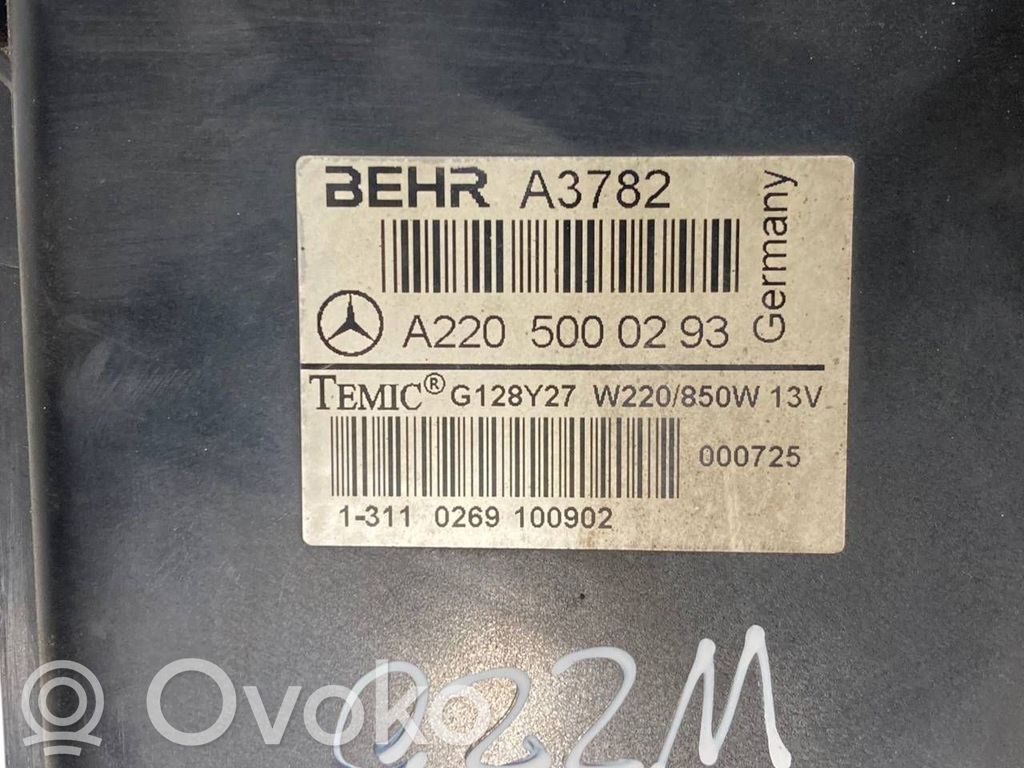 BEHR A3782
Germany
A220 500 02 93
TEMIC® G128Y27 W220/850W 13V
000725
1-311 0269 100902
Ovoko